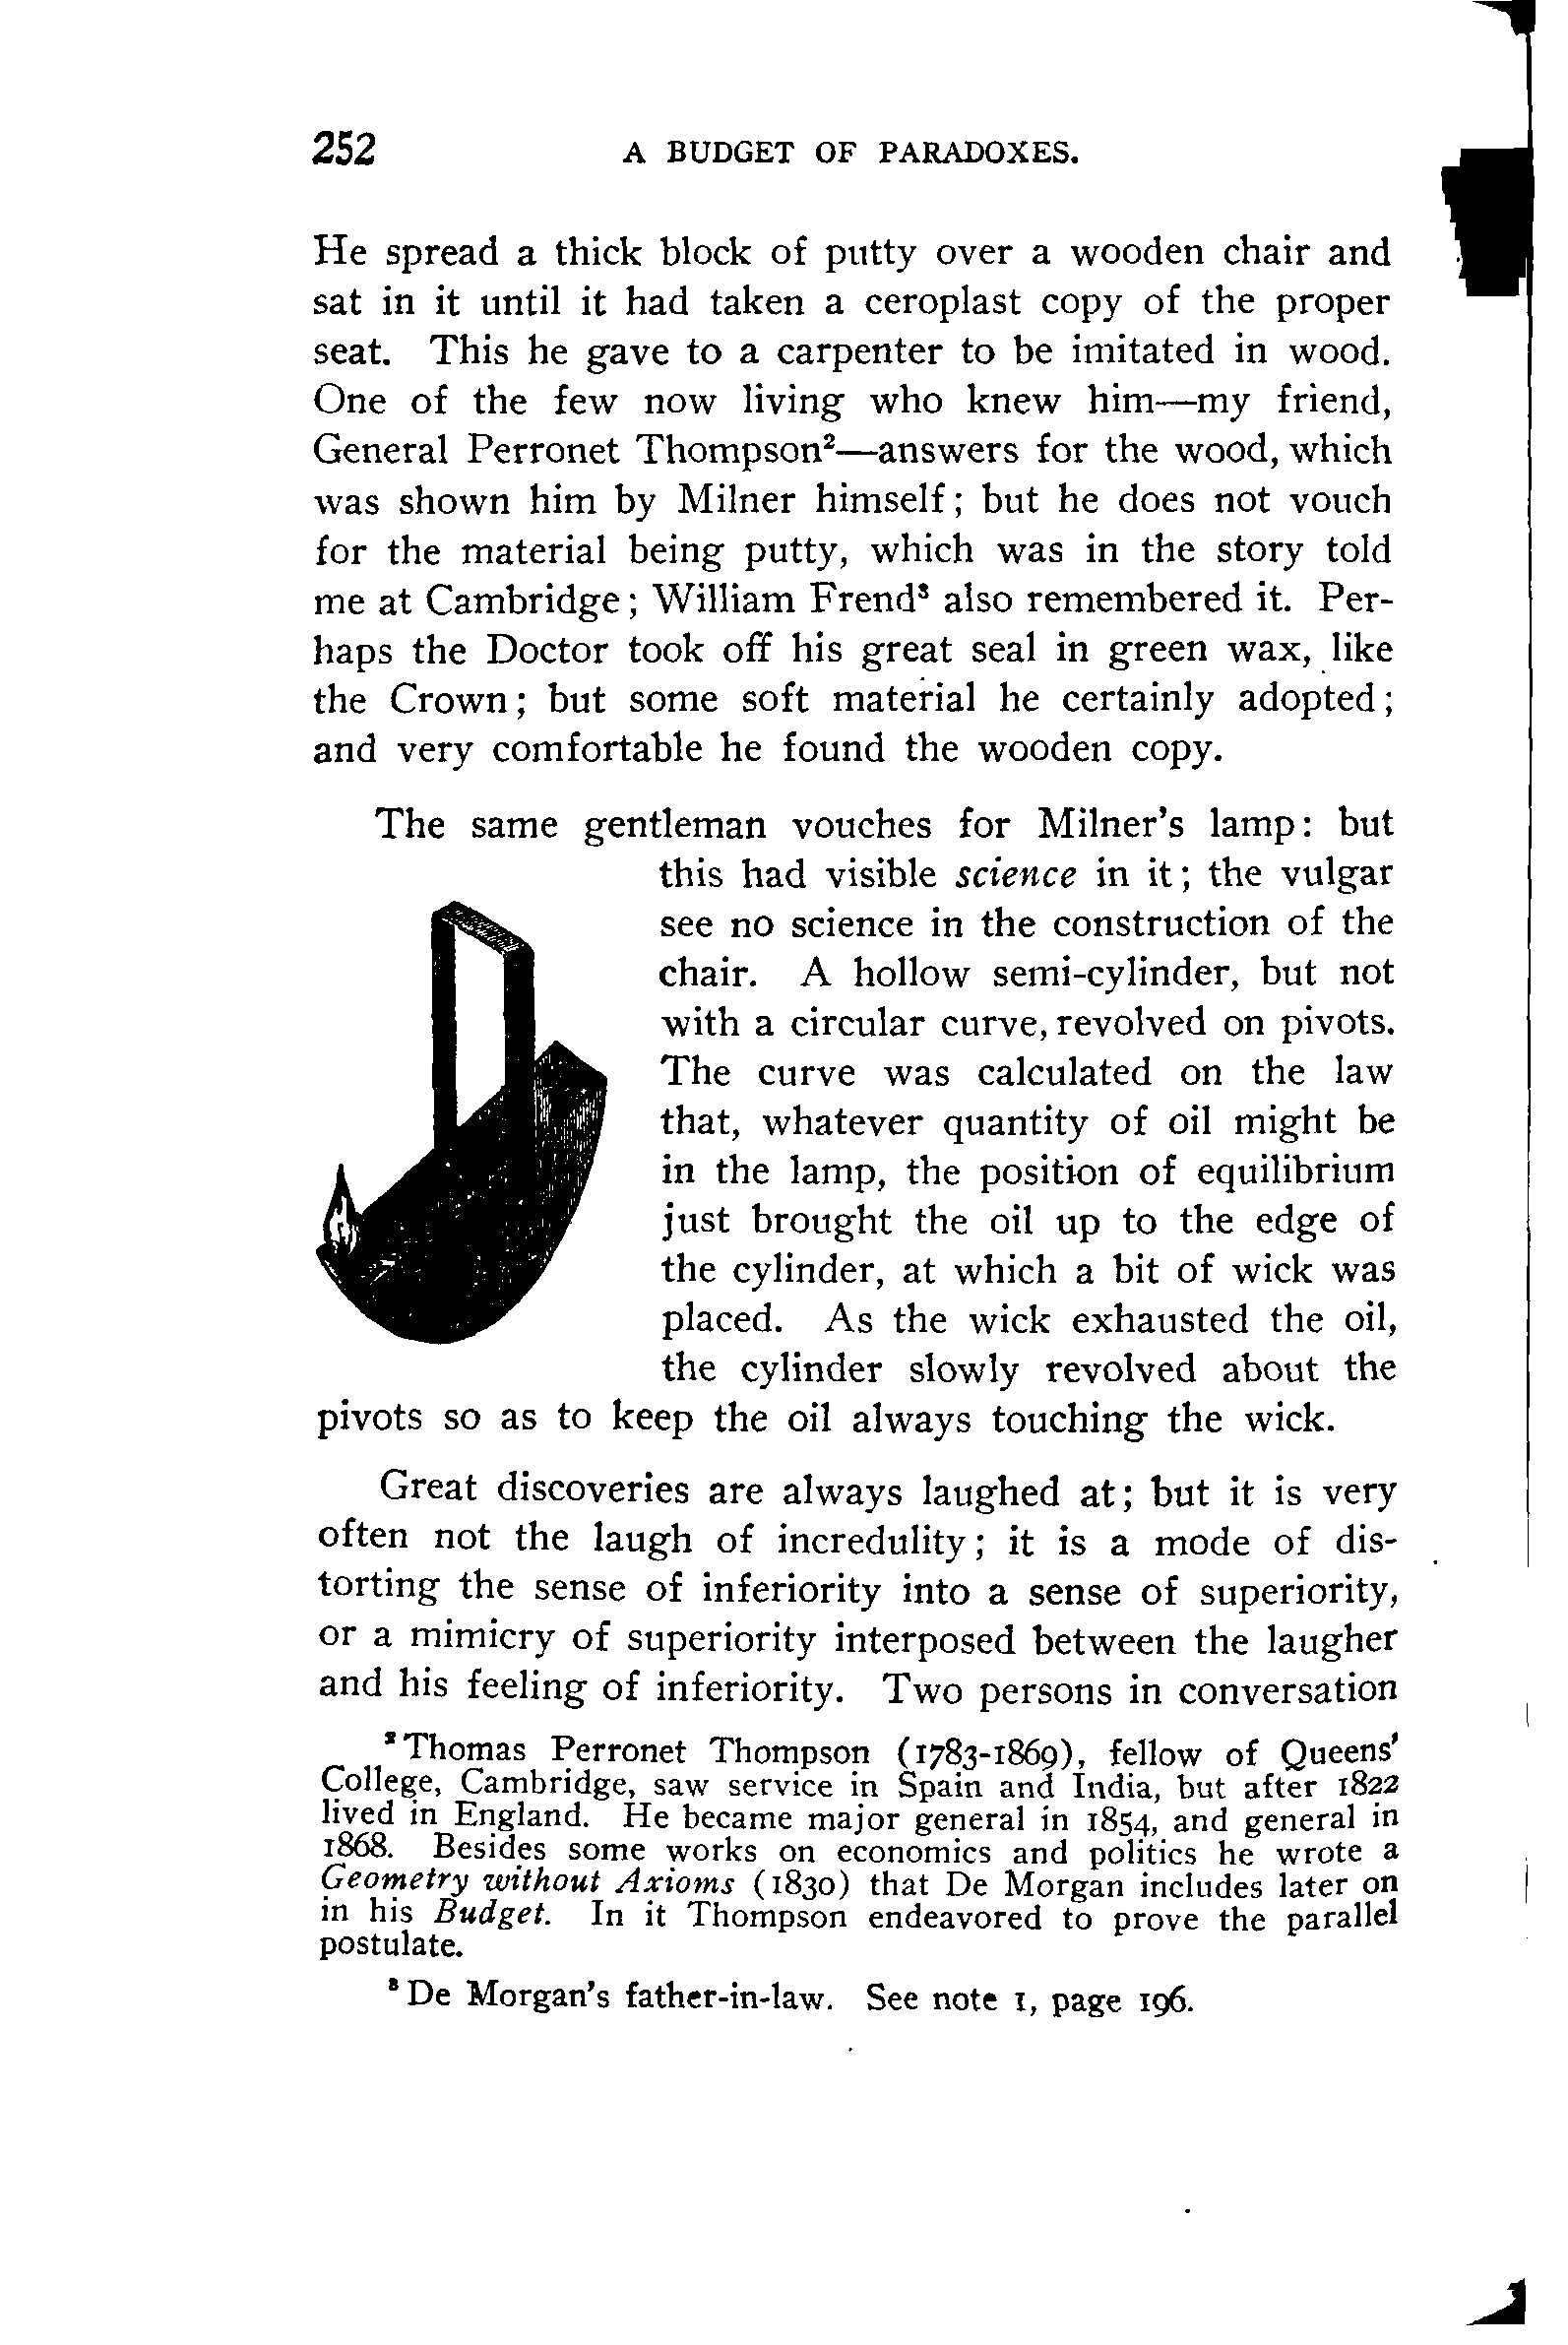 252 A BUDGET OF PARADOXES.
He spread a thick block of putty over a wooden chair and
sat in it until it had taken a ceroplast copy of the proper
seat. This he gave to a carpenter to be imitated in wood.
One of the few now living who knew him—my friend,
General Perronet Thompson²—answers for the wood, which
was shown him by Milner himself; but he does not vouch
for the material being putty, which was in the story told
me at Cambridge; William Frend³ also remembered it. Per-
haps the Doctor took off his great seal in green wax, like
the Crown; but some soft material he certainly adopted;
and very comfortable he found the wooden copy.
The same gentleman vouches for Milner's lamp: but
this had visible science in it; the vulgar
see no science in the construction of the
chair. A hollow semi-cylinder, but not
with a circular curve, revolved on pivots.
The curve was calculated on the law
that, whatever quantity of oil might be
in the lamp, the position of equilibrium
just brought the oil up to the edge of
the cylinder, at which a bit of wick was
placed. As the wick exhausted the oil,
the cylinder slowly revolved about the
pivots so as to keep the oil always touching the wick.
Great discoveries are always laughed at; but it is very
often not the laugh of incredulity; it is a mode of dis-
torting the sense of inferiority into a sense of superiority,
or a mimicry of superiority interposed between the laugher
and his feeling of inferiority. Two persons in conversation
² Thomas Perronet Thompson (1783-1869), fellow of Queens'
College, Cambridge, saw service in Spain and India, but after 1822
lived in England. He became major general in 1854, and general in
1868. Besides some works on economics and politics he wrote a
Geometry without Axioms (1830) that De Morgan includes later on
in his Budget. In it Thompson endeavored to prove the parallel
postulate.
³ De Morgan's father-in-law. See note 1, page 196.